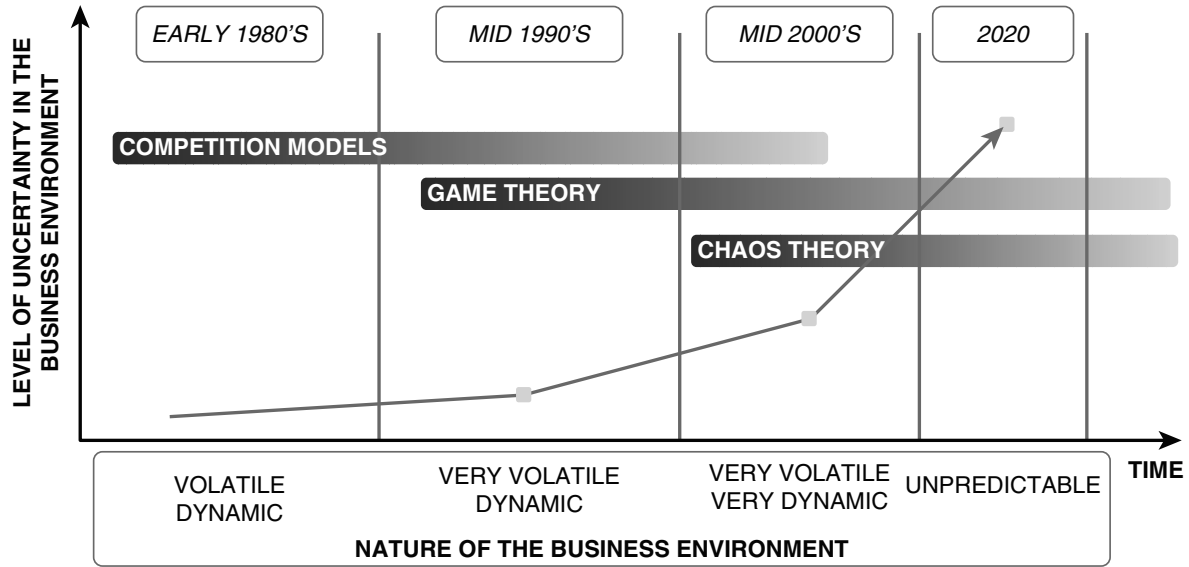 EARLY 1980'S
MID 1990'S
MID 2000'S
2020
LEVEL OF UNCERTAINTY IN THE
BUSINESS ENVIRONMENT
COMPETITION MODELS
GAME THEORY
CHAOS THEORY
TIME
VOLATILE
DYNAMIC
VERY VOLATILE
DYNAMIC
VERY VOLATILE
VERY DYNAMIC
UNPREDICTABLE
NATURE OF THE BUSINESS ENVIRONMENT